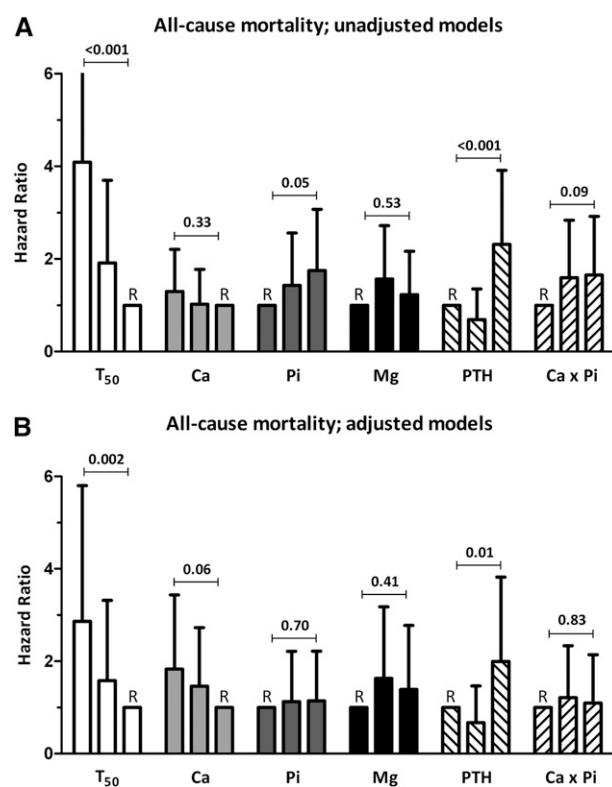 A
All-cause mortality; unadjusted models
Hazard Ratio
6
4
2
0
<0.001
0.33
0.05
0.53
<0.001
0.09
R
R
R
R
R
R
T50
Ca
Pi
Mg
PTH
Ca x Pi
B
All-cause mortality; adjusted models
Hazard Ratio
6
4
2
0
0.002
0.06
0.70
0.41
0.01
0.83
R
R
R
R
R
R
T50
Ca
Pi
Mg
PTH
Ca x Pi